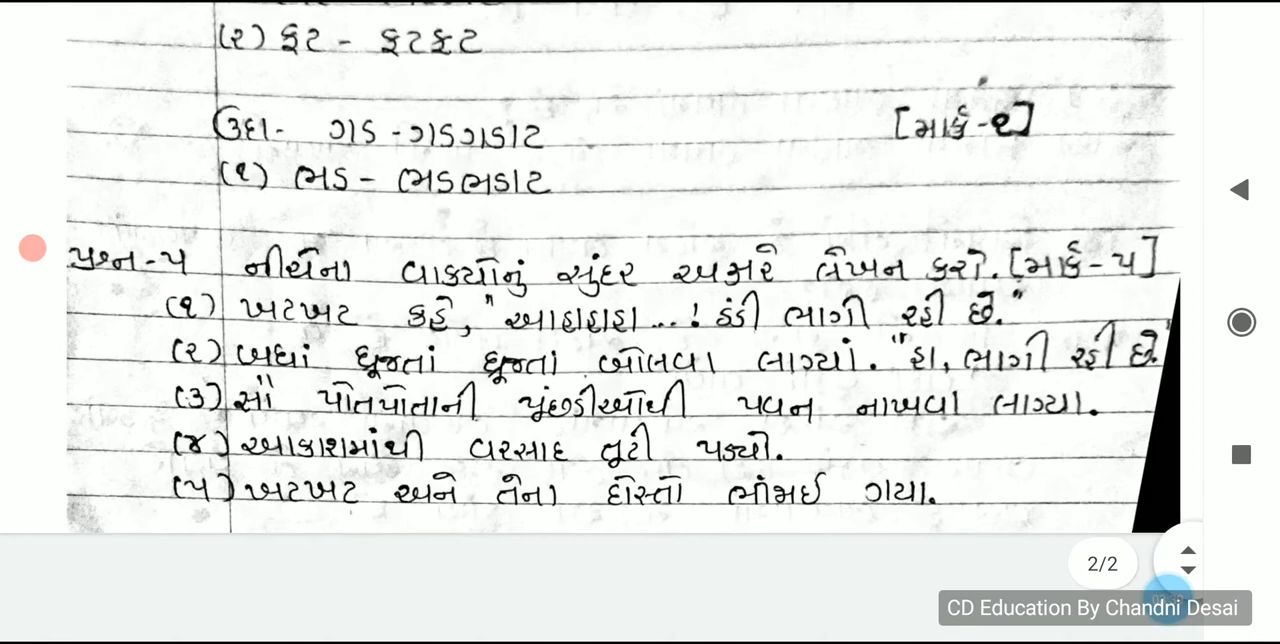 (૨) ફટ - ફટફટ
ઉદા- ગડ - ગડગડાટ [માર્ક-૧]
(૧) ભડ - ભડભડાટ
પ્રશ્ન-૫ નીચેના વાક્યોનું સુંદર અક્ષરે લેખન કરો. [માર્ક-૫]
(૧) ખટખટ કહે, "આહાહાહા...! ઠંડી લાગી રહી છે."
(૨) બધાં ધ્રૂજતાં ધ્રૂજતાં બોલવા લાગ્યાં. "હા, લાગી રહી છે"
(૩) સૌ પોતપોતાની પૂંછડીઓથી પવન નાખવા લાગ્યા.
(૪) આકાશમાંથી વરસાદ તૂટી પડ્યો.
(૫) ખટખટ અને તેના દોસ્તો ભીંજાઈ ગયા.
2/2
CD Education By Chandni Desai